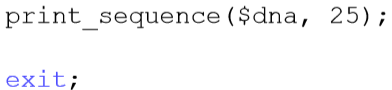 print_sequence($dna, 25);
exit;